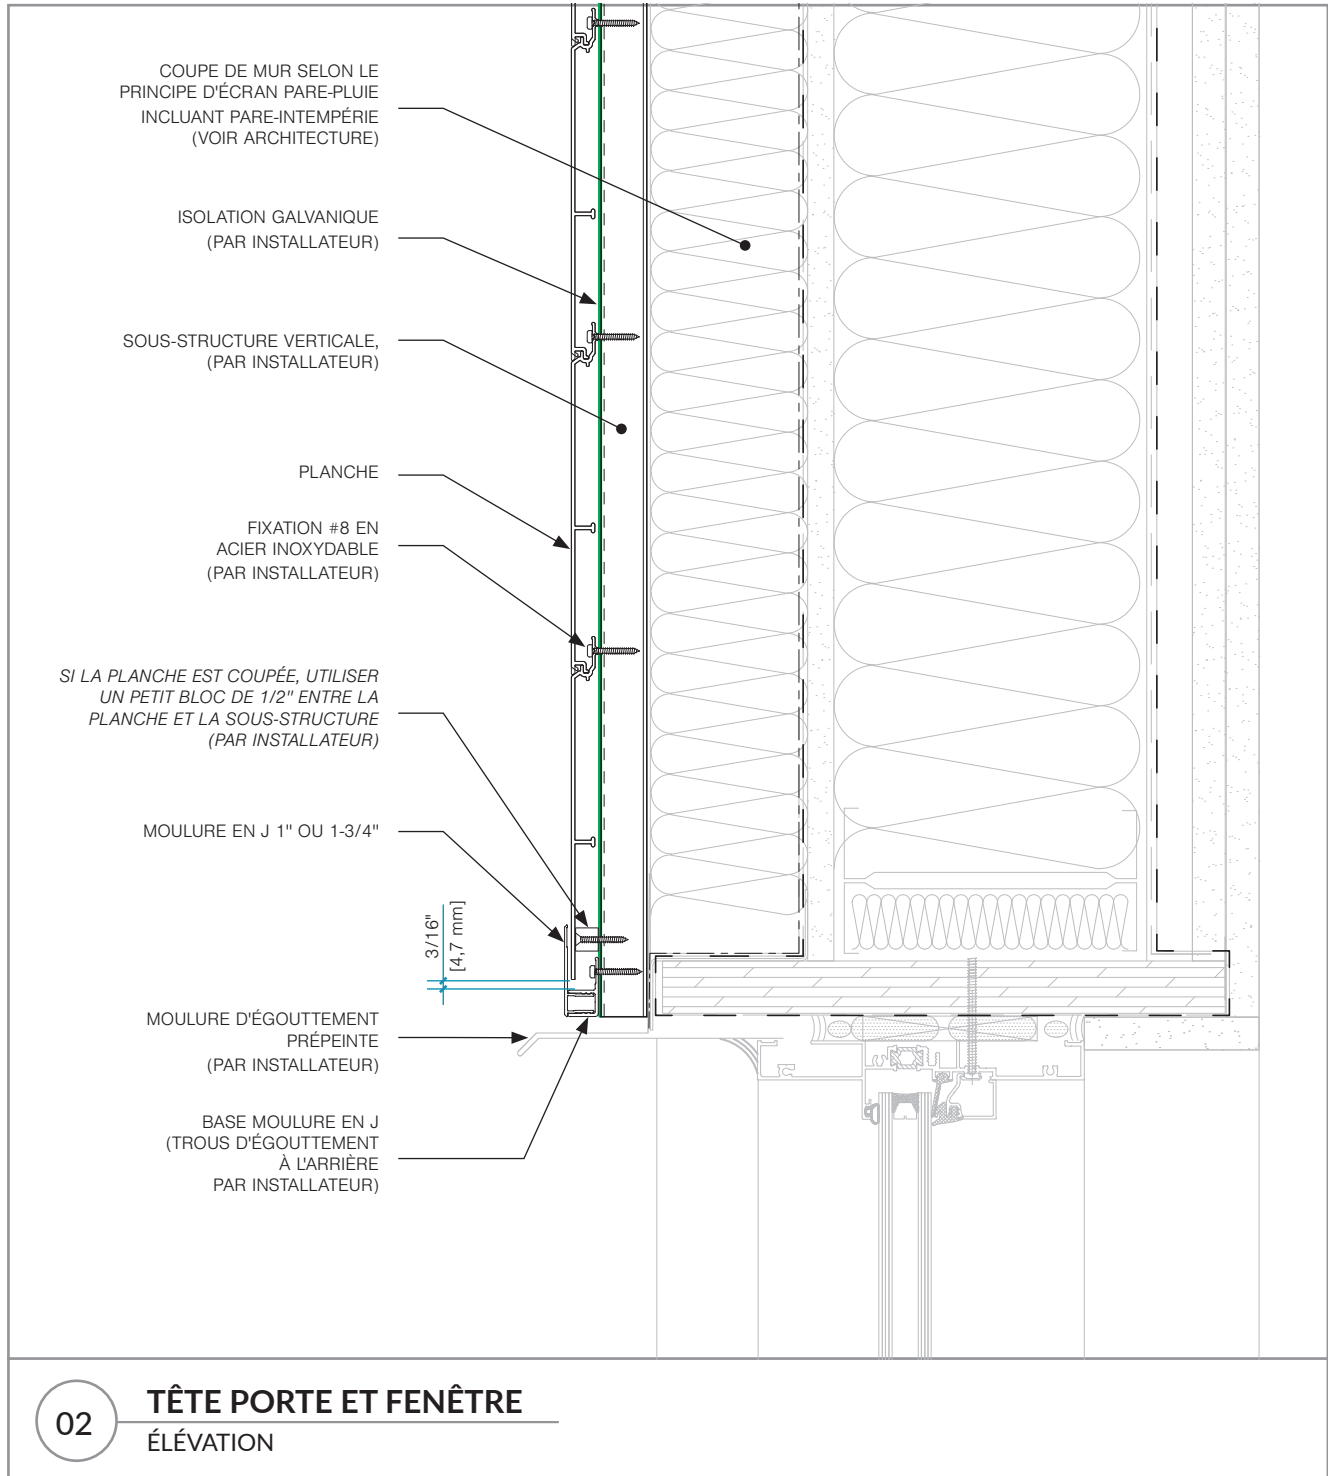 COUPE DE MUR SELON LE
PRINCIPE D'ÉCRAN PARE-PLUIE
INCLUANT PARE-INTEMPÉRIE
(VOIR ARCHITECTURE)
ISOLATION GALVANIQUE
(PAR INSTALLATEUR)
SOUS-STRUCTURE VERTICALE,
(PAR INSTALLATEUR)
PLANCHE
FIXATION #8 EN
ACIER INOXYDABLE
(PAR INSTALLATEUR)
SI LA PLANCHE EST COUPÉE, UTILISER
UN PETIT BLOC DE 1/2" ENTRE LA
PLANCHE ET LA SOUS-STRUCTURE
(PAR INSTALLATEUR)
MOULURE EN J 1" OU 1-3/4"
3/16"
[4,7 mm]
MOULURE D'ÉGOUTTEMENT
PRÉPEINTE
(PAR INSTALLATEUR)
BASE MOULURE EN J
(TROUS D'ÉGOUTTEMENT
À L'ARRIÈRE
PAR INSTALLATEUR)
02
TÊTE PORTE ET FENÊTRE
ÉLÉVATION